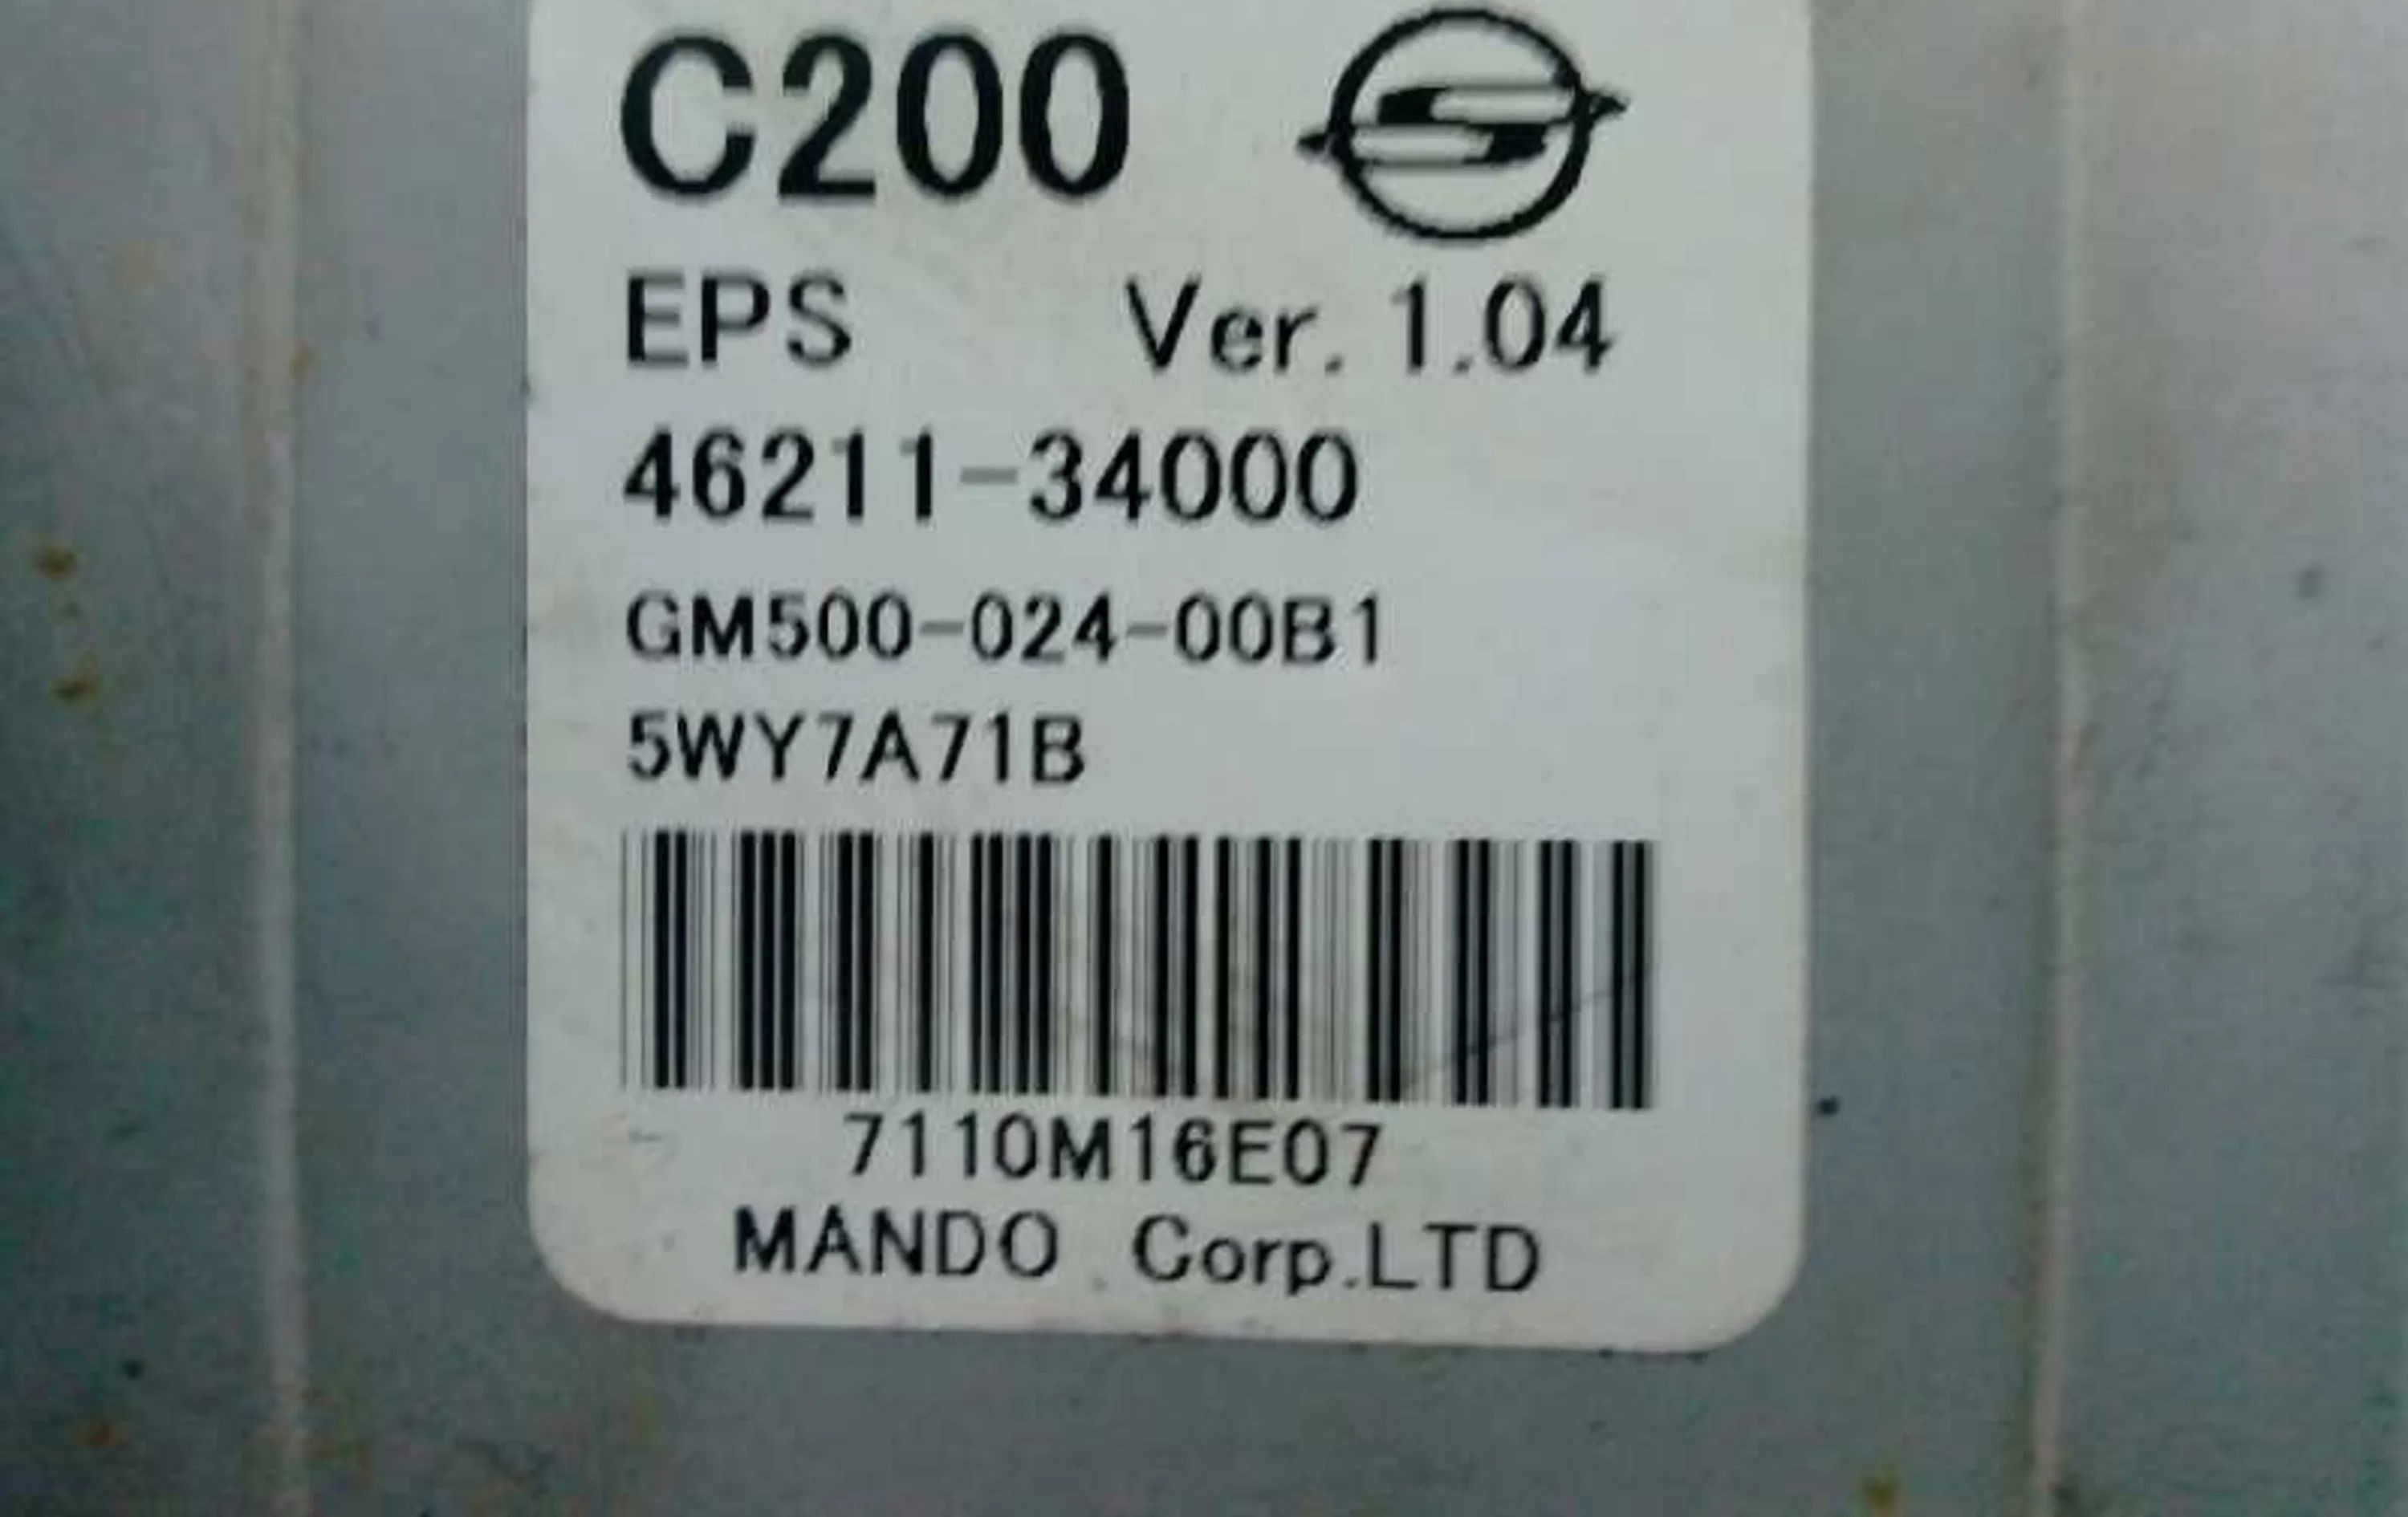 C200
EPS Ver. 1.04
46211-34000
GM500-024-00B1
5WY7A71B
7110M16E07
MANDO Corp.LTD